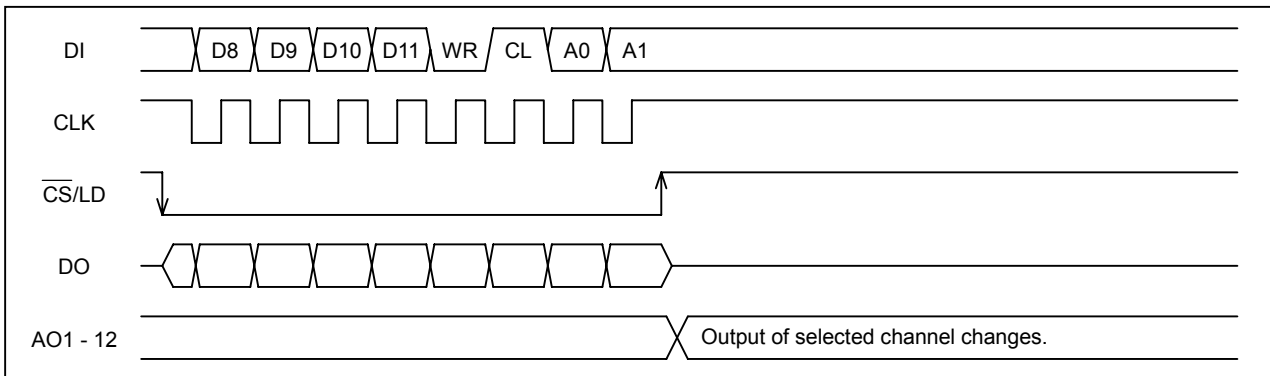 DI D8 D9 D10 D11 WR CL A0 A1
CLK
CS/LD
DO
AO1 - 12 Output of selected channel changes.